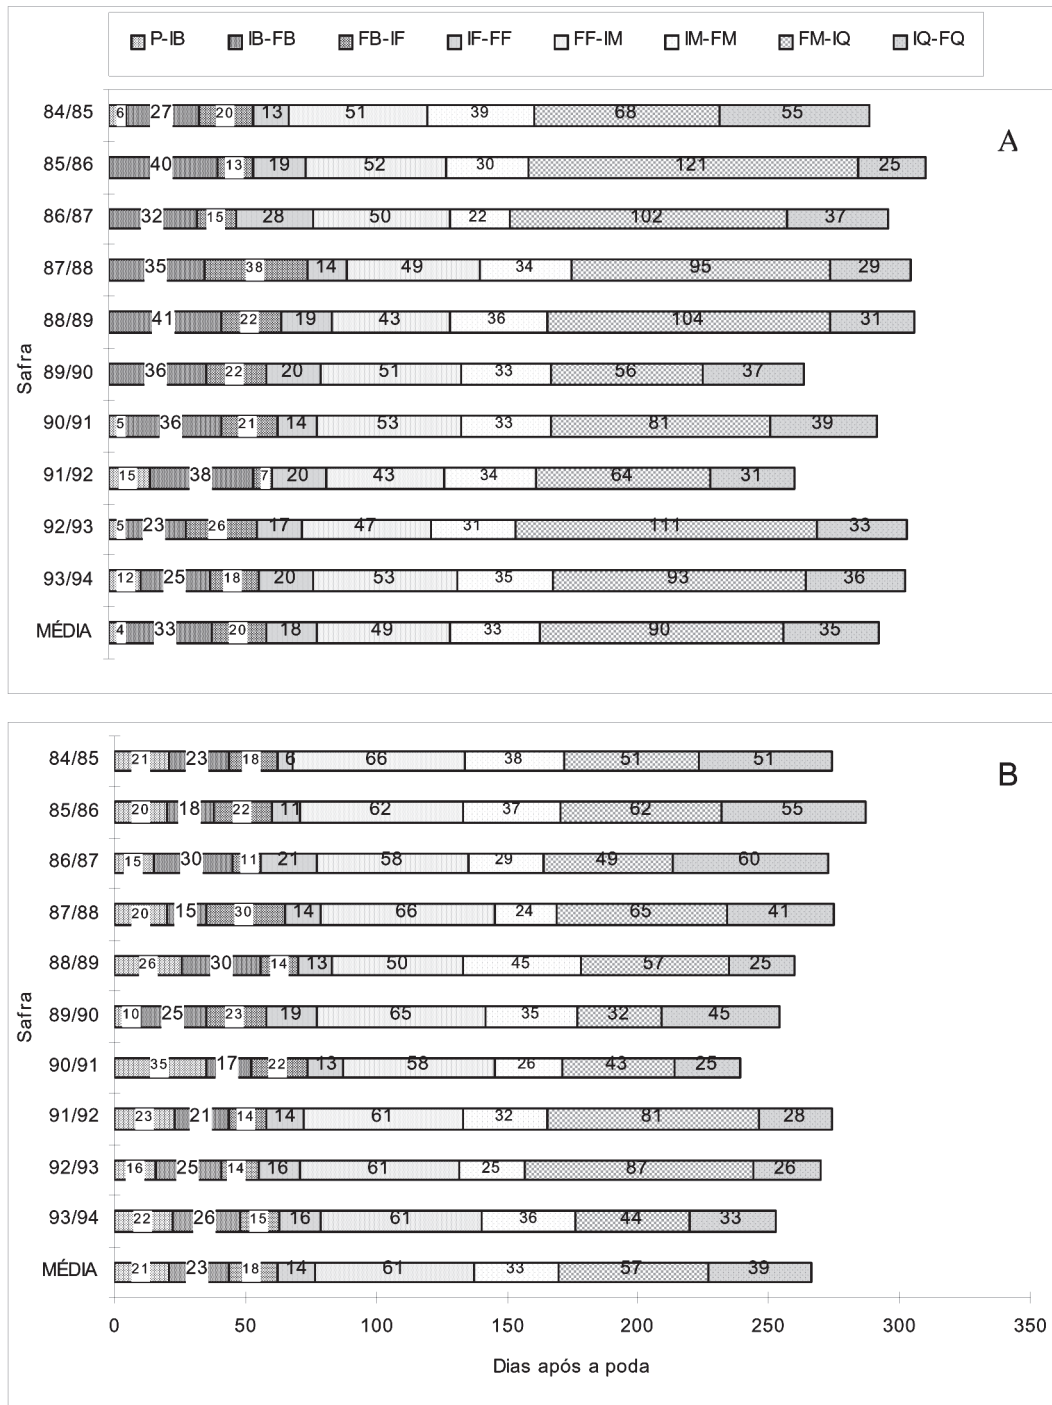 P-IB IB-FB FB-IF IF-FF FF-IM IM-FM FM-IQ IQ-FQ
A
Safra
84/85 6 27 20 13 51 39 68 55
85/86 40 13 19 52 30 121 25
86/87 32 15 28 50 22 102 37
87/88 35 38 14 49 34 95 29
88/89 41 22 19 43 36 104 31
89/90 36 22 20 51 33 56 37
90/91 5 36 21 14 53 33 81 39
91/92 15 38 7 20 43 34 64 31
92/93 5 23 26 17 47 31 111 33
93/94 12 25 18 20 53 35 93 36
MÉDIA 4 33 20 18 49 33 90 35
B
Safra
84/85 21 23 18 6 66 38 51 51
85/86 20 18 22 11 62 37 62 55
86/87 15 30 11 21 58 29 49 60
87/88 20 15 30 14 66 24 65 41
88/89 26 30 14 13 50 45 57 25
89/90 10 25 23 19 65 35 32 45
90/91 35 17 22 13 58 26 43 25
91/92 23 21 14 14 61 32 81 28
92/93 16 25 14 16 61 25 87 26
93/94 22 26 15 16 61 36 44 33
MÉDIA 21 23 18 14 61 33 57 39
0 50 100 150 200 250 300 350
Dias após a poda